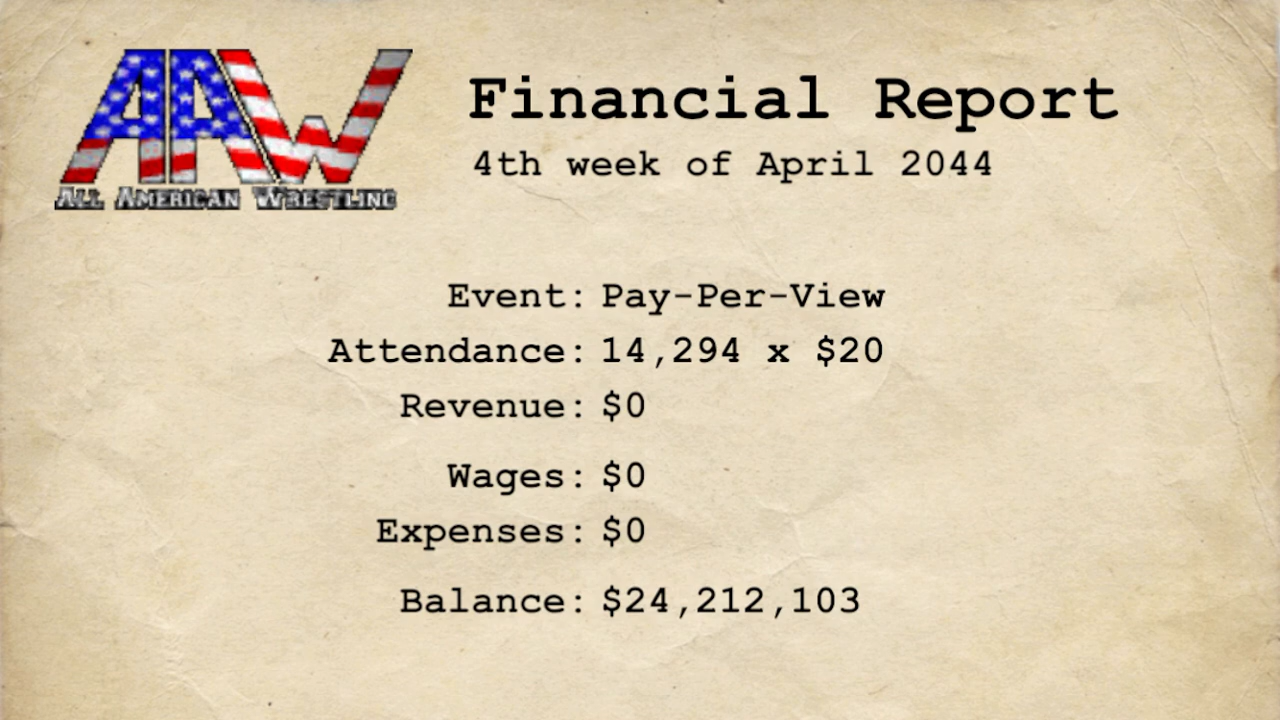 AAW
ALL AMERICAN WRESTLING
Financial Report
4th week of April 2044
Event: Pay-Per-View
Attendance: 14,294 x $20
Revenue: $0
Wages: $0
Expenses: $0
Balance: $24,212,103